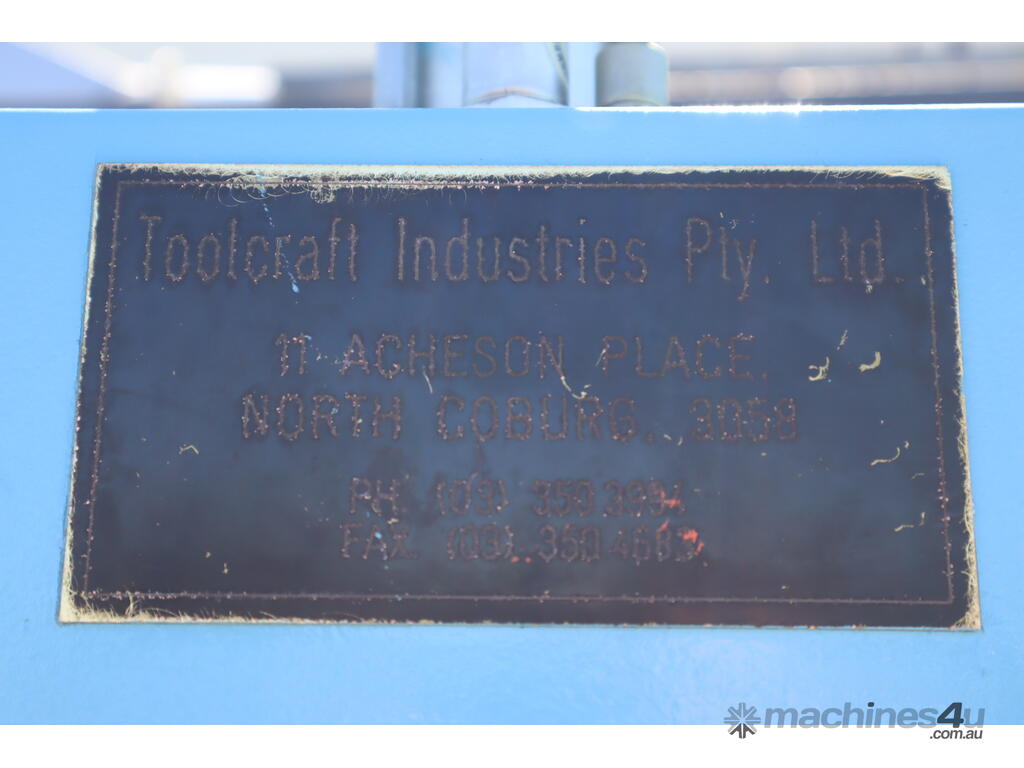 Toolcraft Industries Pty. Ltd.
11 ACHESON PLACE,
NORTH COBURG, 3058
PH. (03) 350 3994
FAX. (03). 350 4683
machines4u
.com.au